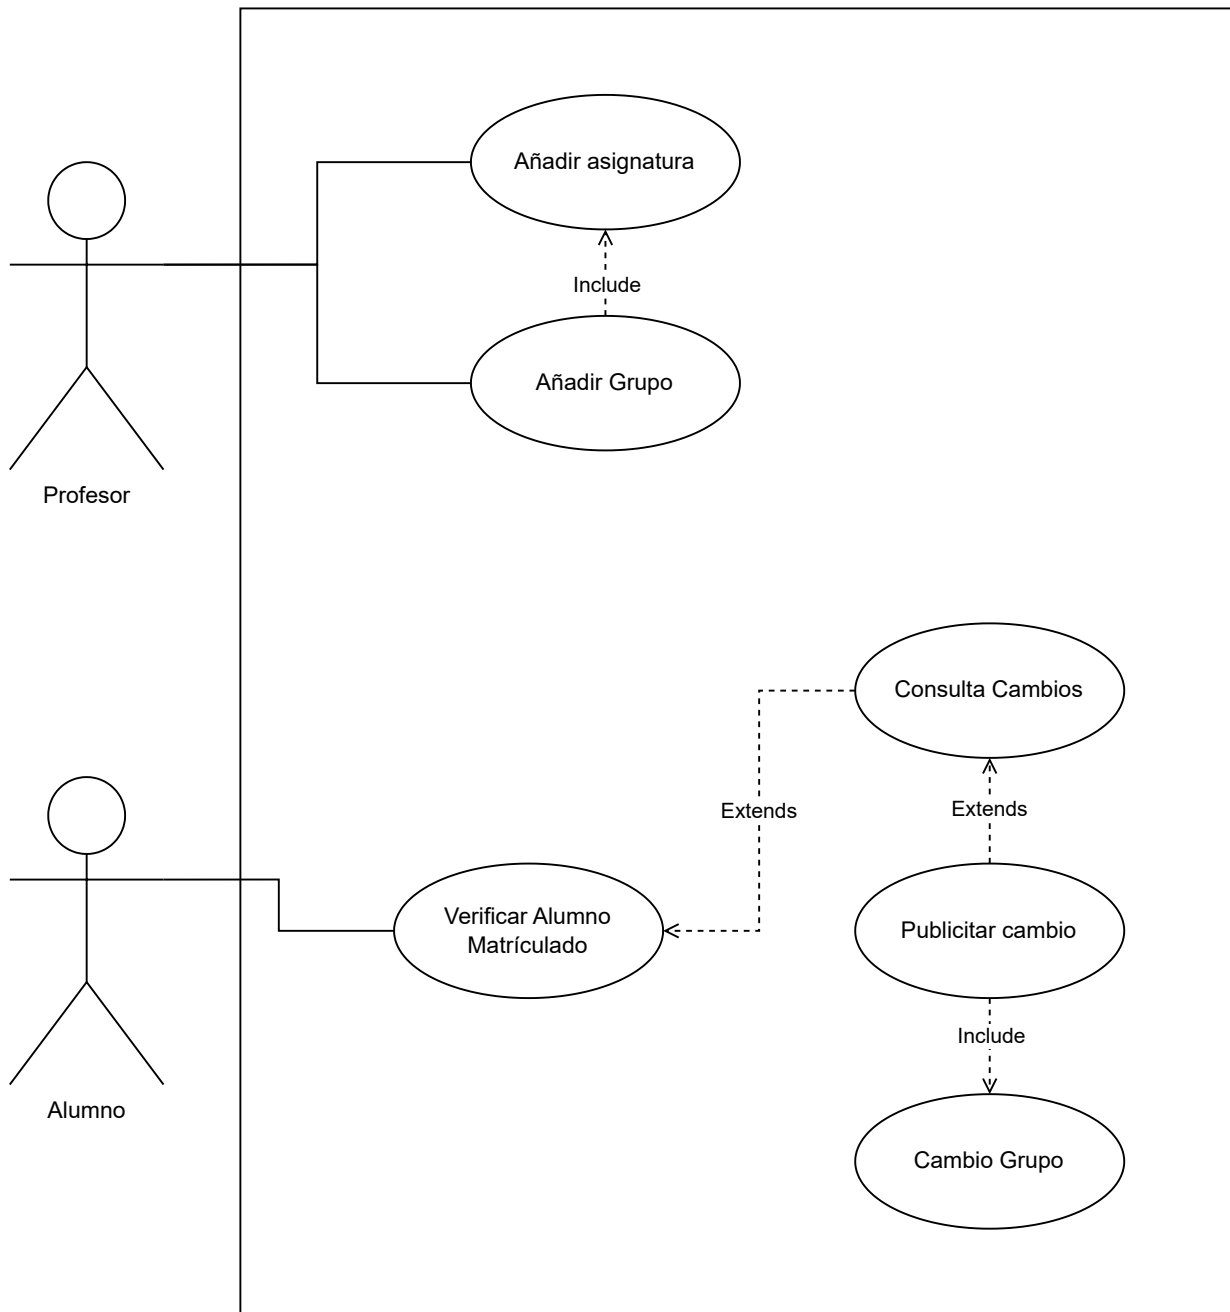 Añadir asignatura
Include
Añadir Grupo
Profesor
Consulta Cambios
Extends
Extends
Verificar Alumno
Matrículado
Publicitar cambio
Include
Alumno
Cambio Grupo